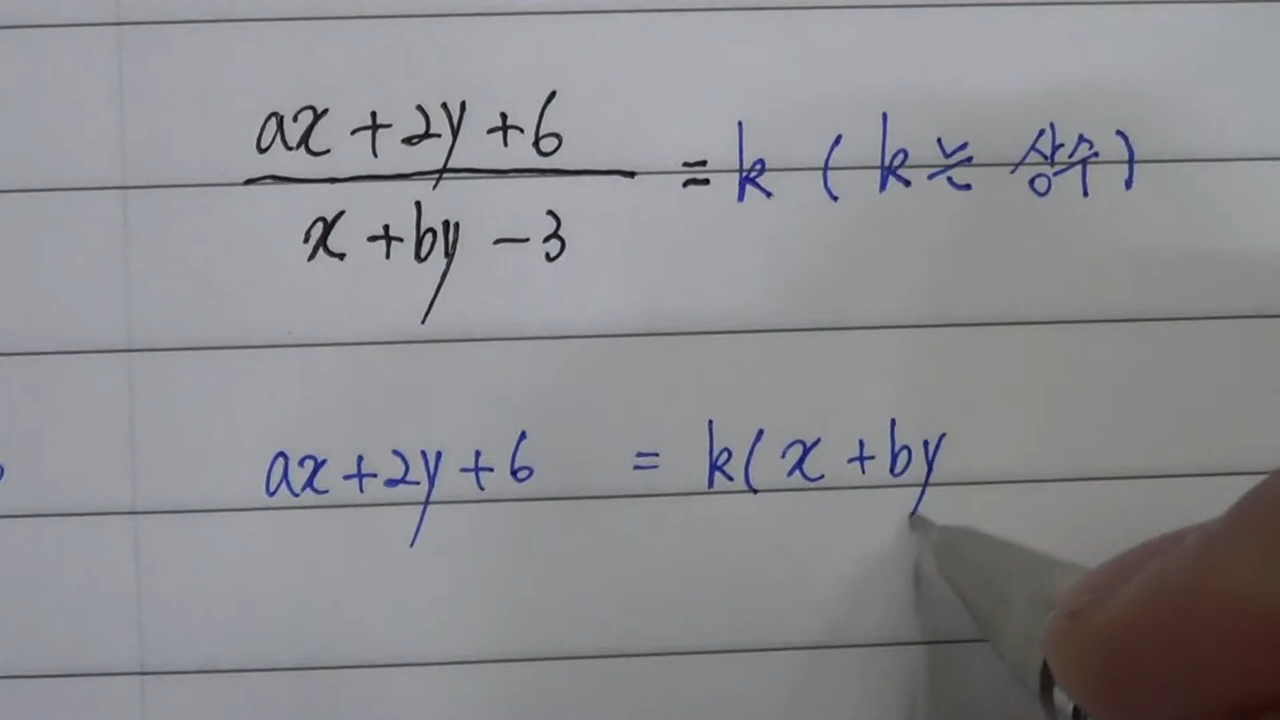 ax + 2y + 6
x + by - 3
= k ( k는 상수 )
ax + 2y + 6 = k( x + by